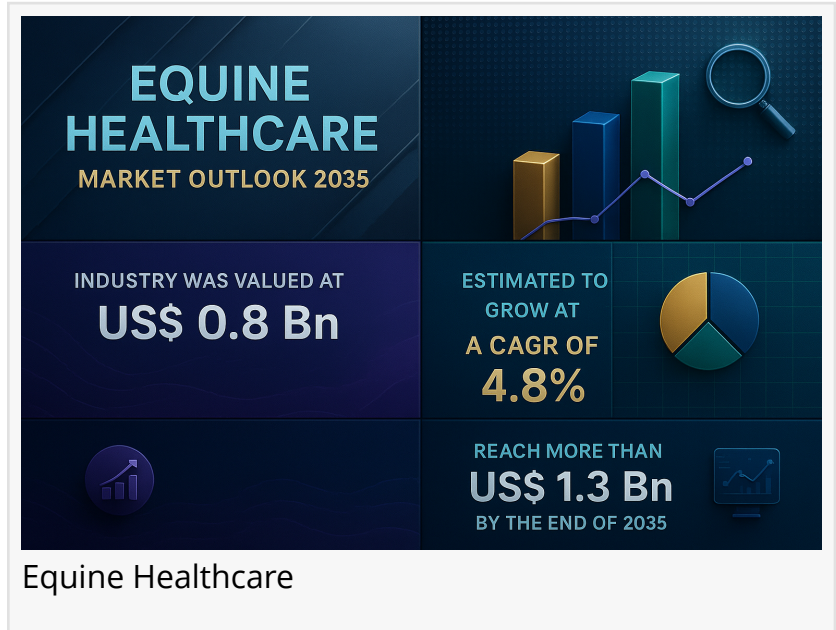 EQUINE
HEALTHCARE
MARKET OUTLOOK 2035
INDUSTRY WAS VALUED AT
US$ 0.8 Bn
ESTIMATED TO
GROW AT
A CAGR OF
4.8%
REACH MORE THAN
US$ 1.3 Bn
BY THE END OF 2035
Equine Healthcare